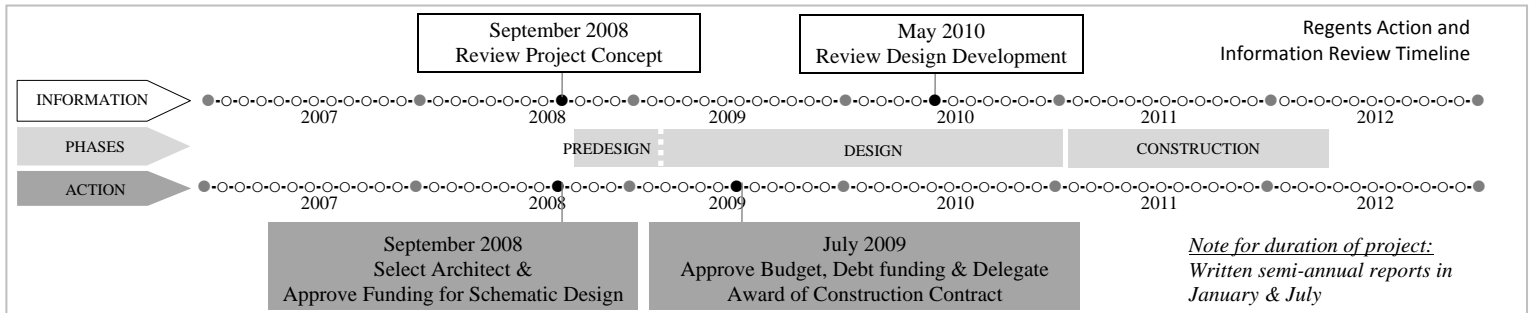 September 2008
Review Project Concept
May 2010
Review Design Development
Regents Action and
Information Review Timeline
INFORMATION
2007 2008 2009 2010 2011 2012
PHASES
PREDESIGN DESIGN CONSTRUCTION
ACTION
2007 2008 2009 2010 2011 2012
September 2008
Select Architect &
Approve Funding for Schematic Design
July 2009
Approve Budget, Debt funding & Delegate
Award of Construction Contract
Note for duration of project:
Written semi-annual reports in
January & July